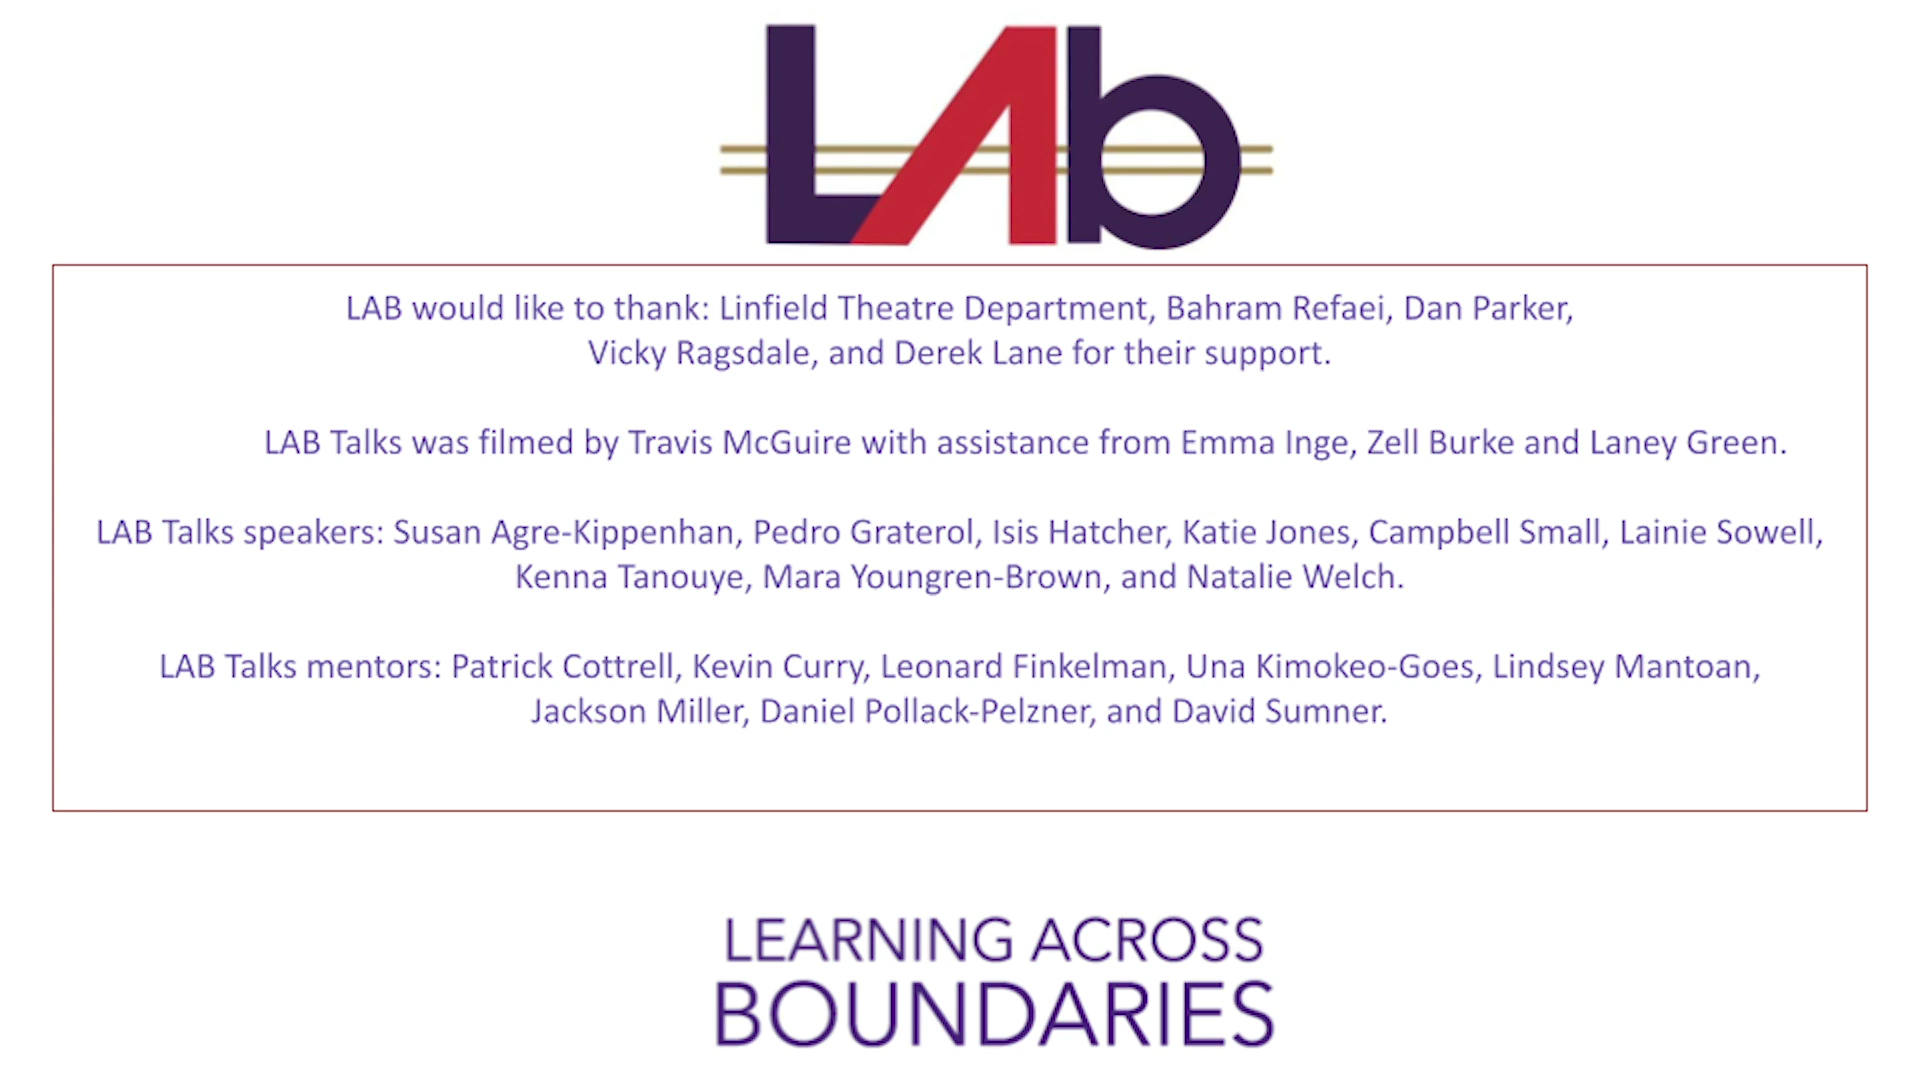 LAb
LAB would like to thank: Linfield Theatre Department, Bahram Refaei, Dan Parker,
Vicky Ragsdale, and Derek Lane for their support.
LAB Talks was filmed by Travis McGuire with assistance from Emma Inge, Zell Burke and Laney Green.
LAB Talks speakers: Susan Agre-Kippenhan, Pedro Graterol, Isis Hatcher, Katie Jones, Campbell Small, Lainie Sowell,
Kenna Tanouye, Mara Youngren-Brown, and Natalie Welch.
LAB Talks mentors: Patrick Cottrell, Kevin Curry, Leonard Finkelman, Una Kimokeo-Goes, Lindsey Mantoan,
Jackson Miller, Daniel Pollack-Pelzner, and David Sumner.
LEARNING ACROSS
BOUNDARIES